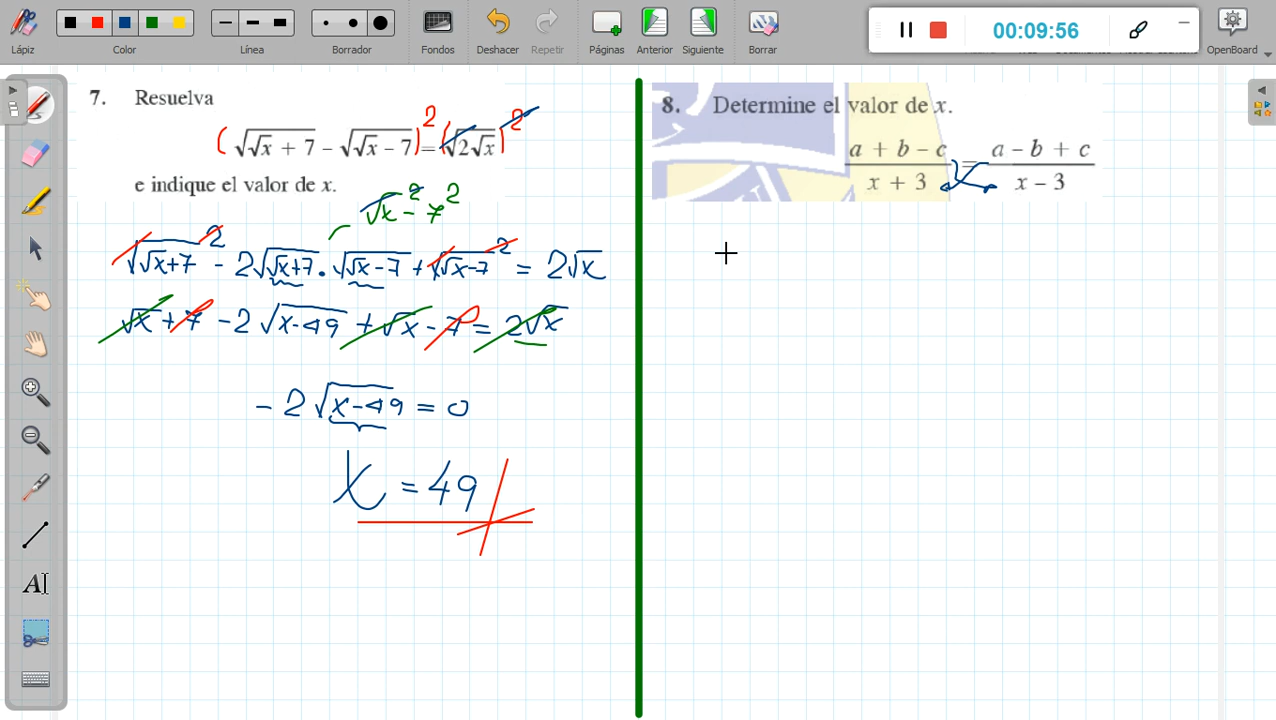 Lápiz
Color
Línea
Borrador
Fondos
Deshacer
Repetir
Páginas
Anterior
Siguiente
Borrar
00:09:56
OpenBoard
7. Resuelva
(√(√x + 7) − √(√x − 7))² = (√(2√x))²
e indique el valor de x.
√x² − 7²
√(√x+7)² − 2√(√x+7) · √(√x−7) + √(√x−7)² = 2√x
√x + 7 − 2√(x−49) + √x − 7 = 2√x
− 2√(x−49) = 0
x = 49
8. Determine el valor de x.
(a + b − c)/(x + 3) = (a − b + c)/(x − 3)
AI